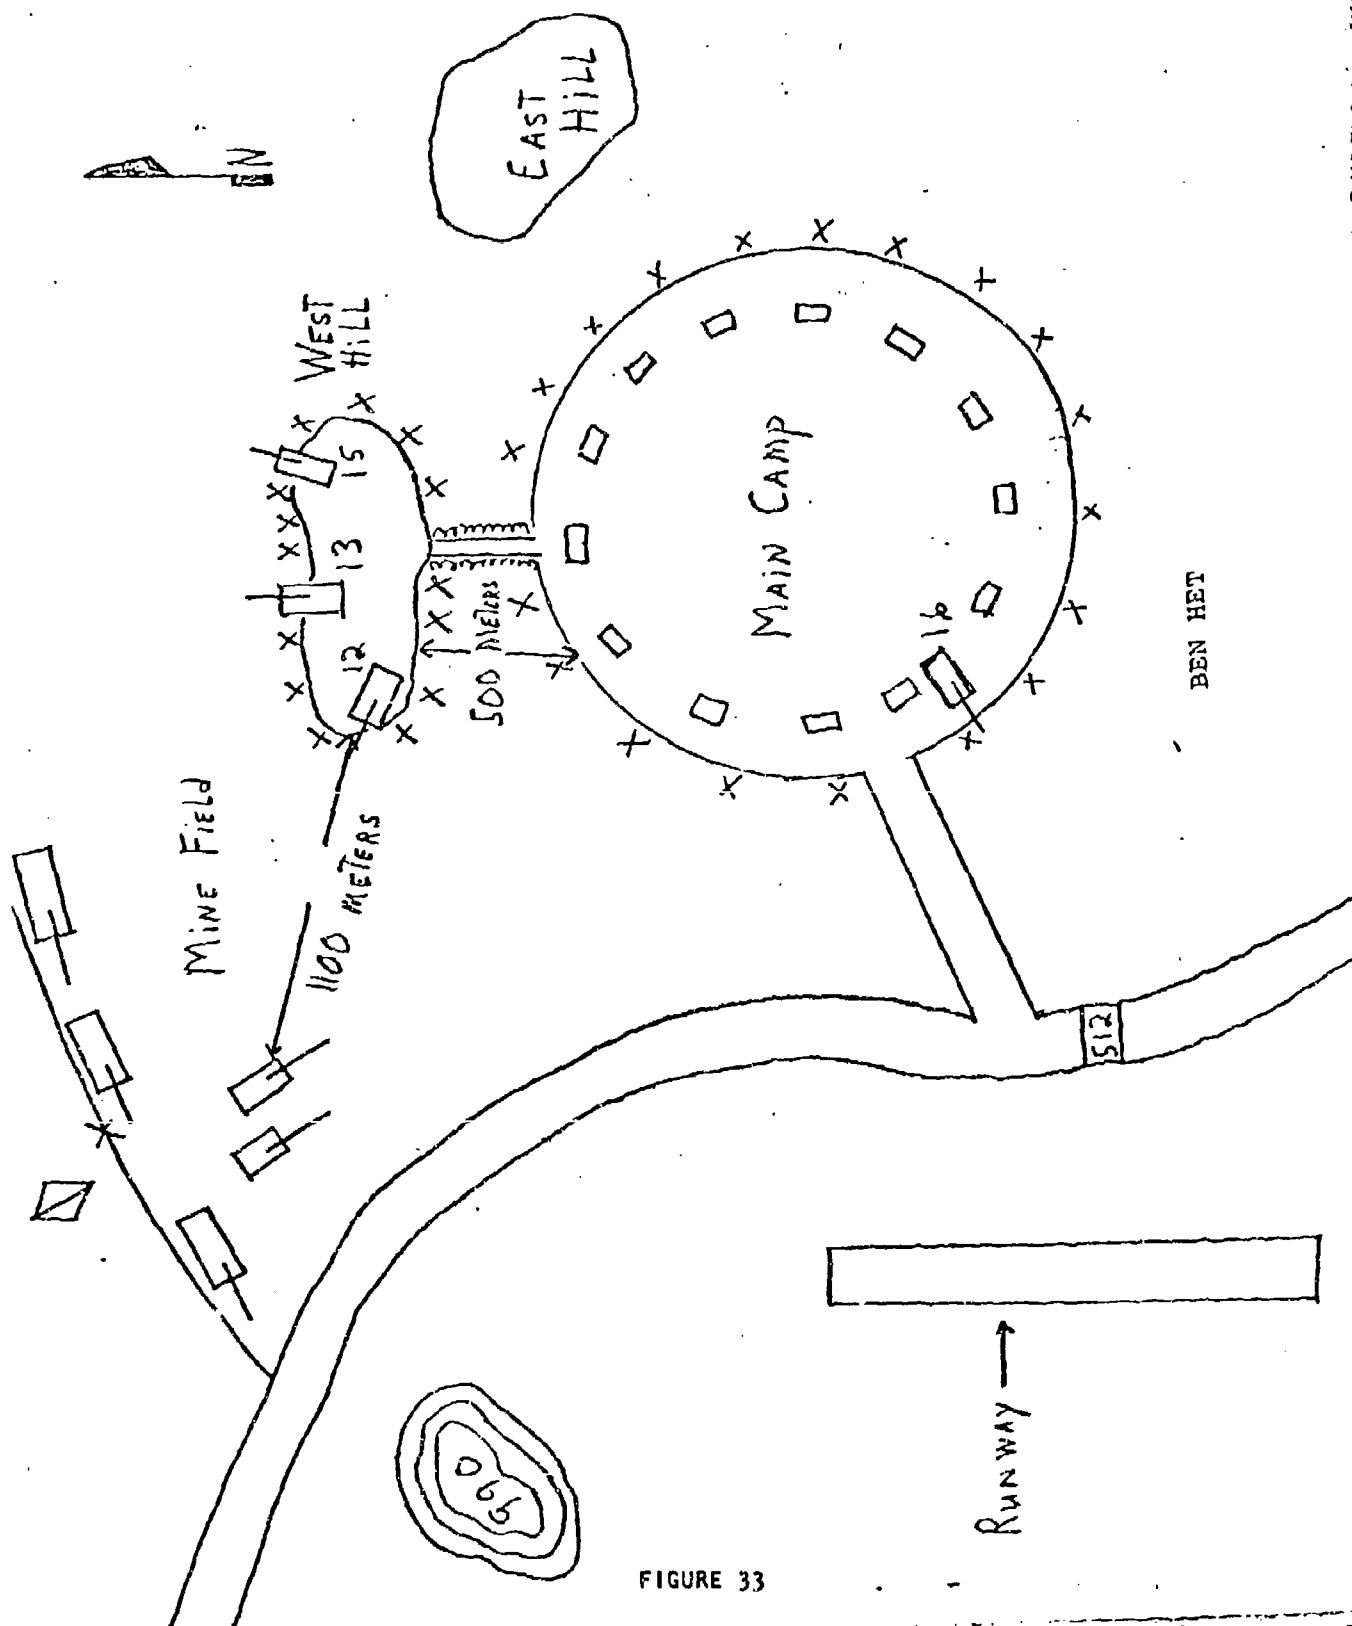 N
EAST
HiLL
WEST
HiLL
15
13
12
500 METERS
MAIN CAMP
16
MINE FIELD
1100 METERS
512
BEN HET
990
RUNWAY
FIGURE 33